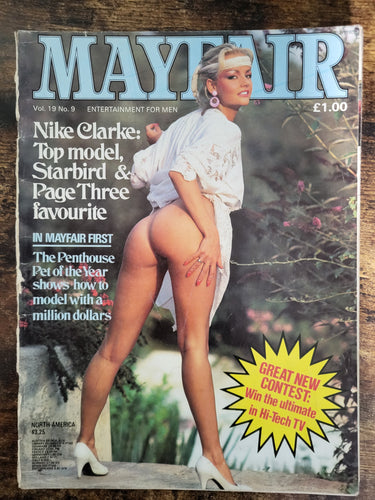 MAYFAIR
Vol. 19 No. 9 ENTERTAINMENT FOR MEN
£1.00
Nike Clarke:
Top model,
Starbird &
Page Three
favourite
IN MAYFAIR FIRST
The Penthouse
Pet of the Year
shows how to
model with a
million dollars
GREAT NEW
CONTEST:
Win the ultimate
in Hi-Tech TV
NORTH AMERICA
$3.25